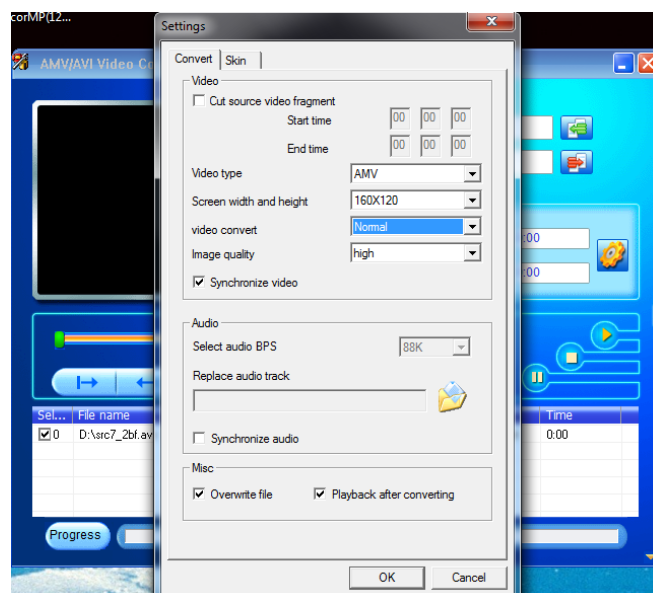 corMP(12...
Settings
AMV/AVI Video Co
Convert Skin
Video
Cut source video fragment
Start time 00 00 00
End time 00 00 00
Video type AMV
Screen width and height 160X120
video convert Normal
Image quality high
Synchronize video
:00
:00
Audio
Select audio BPS 88K
Replace audio track
Synchronize audio
Sel... File name Time
0 D:\src7_2bf.av 0:00
Misc
Overwrite file Playback after converting
Progress
OK Cancel